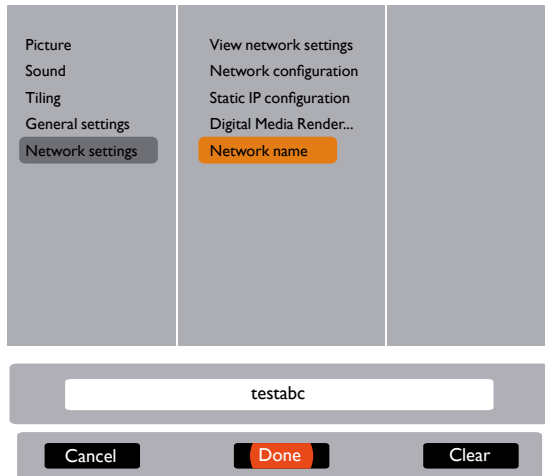 Picture
Sound
Tiling
General settings
Network settings
View network settings
Network configuration
Static IP configuration
Digital Media Render...
Network name
testabc
Cancel
Done
Clear